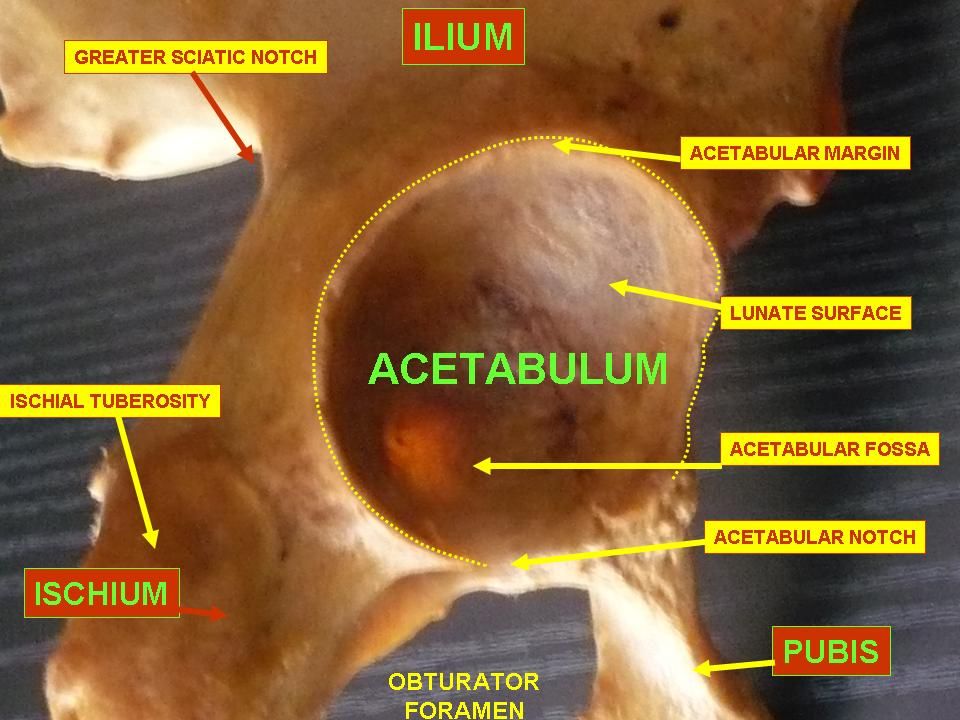 ILIUM
GREATER SCIATIC NOTCH
ACETABULAR MARGIN
LUNATE SURFACE
ACETABULUM
ISCHIAL TUBEROSITY
ACETABULAR FOSSA
ACETABULAR NOTCH
ISCHIUM
PUBIS
OBTURATOR
FORAMEN